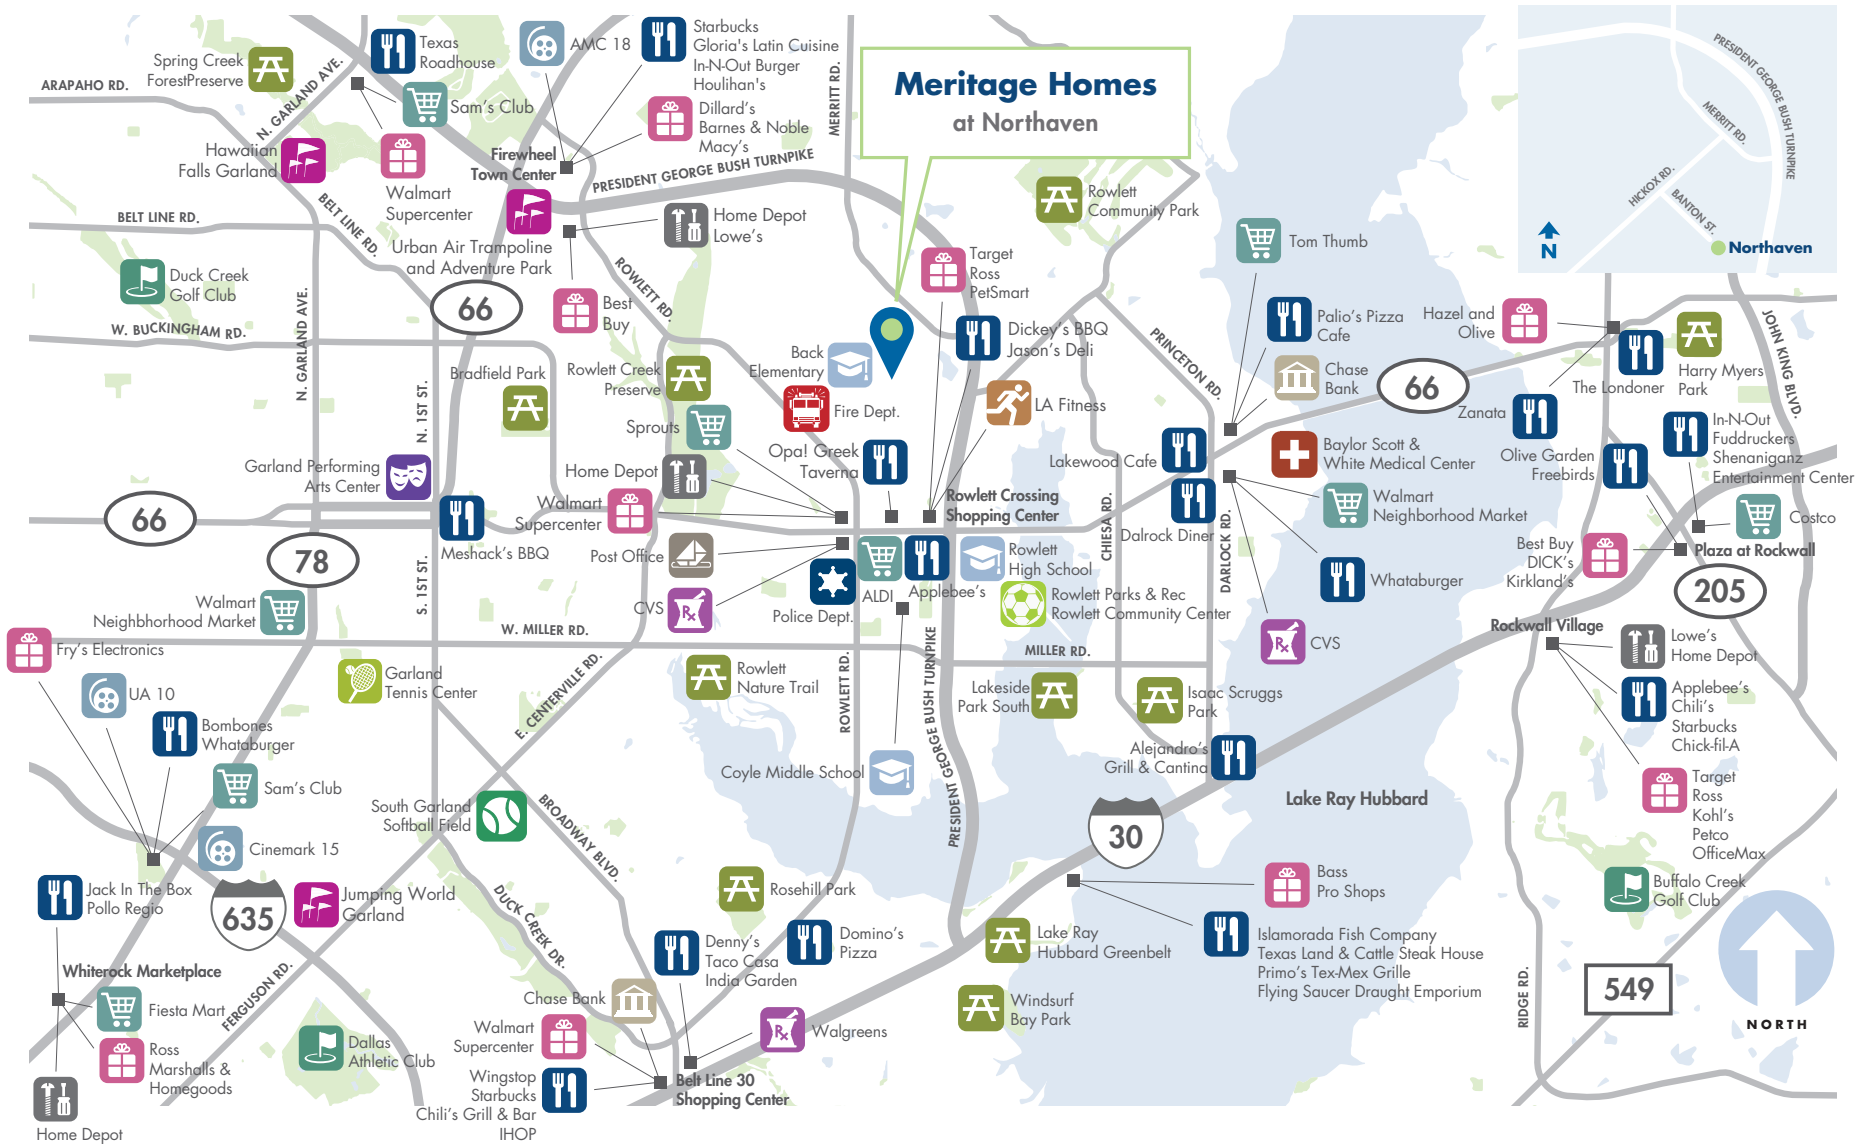 Meritage Homes
at Northaven
Spring Creek
ForestPreserve
ARAPAHO RD.
N. GARLAND AVE.
Texas
Roadhouse
Sam's Club
AMC 18
Starbucks
Gloria's Latin Cuisine
In-N-Out Burger
Houlihan's
Dillard's
Barnes & Noble
Macy's
MERRITT RD.
Hawaiian
Falls Garland
Walmart
Supercenter
Firewheel
Town Center
PRESIDENT GEORGE BUSH TURNPIKE
Rowlett
Community Park
BELT LINE RD.
BELT LINE RD.
Urban Air Trampoline
and Adventure Park
Home Depot
Lowe's
Duck Creek
Golf Club
66
Best
Buy
ROWLETT RD.
Target
Ross
PetSmart
Tom Thumb
PRESIDENT GEORGE BUSH TURNPIKE
MERRITT RD.
HICKOX RD.
BANTON ST.
N
Northaven
W. BUCKINGHAM RD.
N. GARLAND AVE.
Dickey's BBQ
Jason's Deli
Palio's Pizza
Cafe
Hazel and
Olive
The Londoner
Harry Myers
Park
JOHN KING BLVD.
PRINCETON RD.
Back
Elementary
Bradfield Park
Rowlett Creek
Preserve
Fire Dept.
LA Fitness
Chase
Bank
66
Zanata
N. 1ST ST.
Sprouts
Opa! Greek
Taverna
Lakewood Cafe
Baylor Scott &
White Medical Center
Olive Garden
Freebirds
In-N-Out
Fuddruckers
Shenaniganz
Entertainment Center
Garland Performing
Arts Center
Home Depot
Walmart
Supercenter
Rowlett Crossing
Shopping Center
CHIESA RD.
Dalrock Diner
DARLOCK RD.
Walmart
Neighborhood Market
Costco
Plaza at Rockwall
66
78
Meshack's BBQ
Post Office
Rowlett
High School
Best Buy
DICK's
Kirkland's
205
Whataburger
S. 1ST ST.
Walmart
Neighbhorhood Market
CVS
Police Dept.
ALDI
Applebee's
Rowlett Parks & Rec
Rowlett Community Center
W. MILLER RD.
MILLER RD.
CVS
Rockwall Village
Lowe's
Home Depot
Fry's Electronics
UA 10
Garland
Tennis Center
E. CENTERVILLE RD.
Rowlett
Nature Trail
ROWLETT RD.
PRESIDENT GEORGE BUSH TURNPIKE
Lakeside
Park South
Isaac Scruggs
Park
Applebee's
Chili's
Starbucks
Chick-fil-A
Bombones
Whataburger
Sam's Club
Coyle Middle School
Alejandro's
Grill & Cantina
Target
Ross
Kohl's
Petco
OfficeMax
South Garland
Softball Field
BROADWAY BLVD.
Lake Ray Hubbard
30
Cinemark 15
Jack In The Box
Pollo Regio
635
Jumping World
Garland
DUCK CREEK DR.
Rosehill Park
Bass
Pro Shops
Buffalo Creek
Golf Club
Denny's
Taco Casa
India Garden
Domino's
Pizza
Lake Ray
Hubbard Greenbelt
Islamorada Fish Company
Texas Land & Cattle Steak House
Primo's Tex-Mex Grille
Flying Saucer Draught Emporium
Whiterock Marketplace
Fiesta Mart
FERGUSON RD.
Chase Bank
Windsurf
Bay Park
RIDGE RD.
549
NORTH
Ross
Marshalls &
Homegoods
Dallas
Athletic Club
Walmart
Supercenter
Rx
Walgreens
Wingstop
Starbucks
Chili's Grill & Bar
IHOP
Belt Line 30
Shopping Center
Home Depot